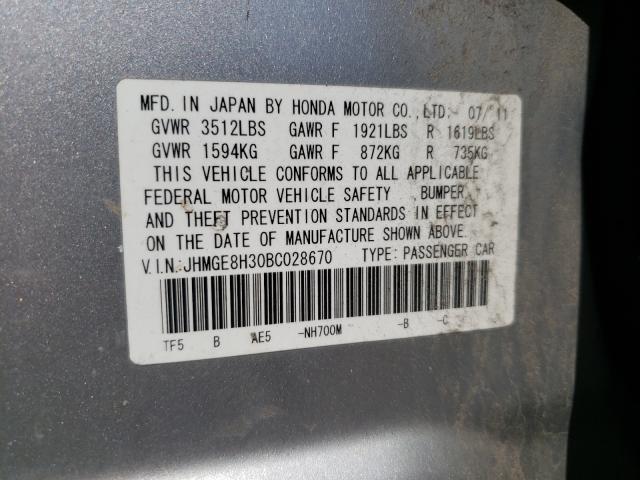 MFD. IN JAPAN BY HONDA MOTOR CO.,LTD. 07/11
GVWR 3512LBS GAWR F 1921LBS R 1619LBS
GVWR 1594KG GAWR F 872KG R 735KG
THIS VEHICLE CONFORMS TO ALL APPLICABLE
FEDERAL MOTOR VEHICLE SAFETY, BUMPER,
AND THEFT PREVENTION STANDARDS IN EFFECT
ON THE DATE OF MANUFACTURE SHOWN ABOVE.
V.I.N.:JHMGE8H30BC028670 TYPE: PASSENGER CAR
TF5 B AE5 -NH700M -B -C